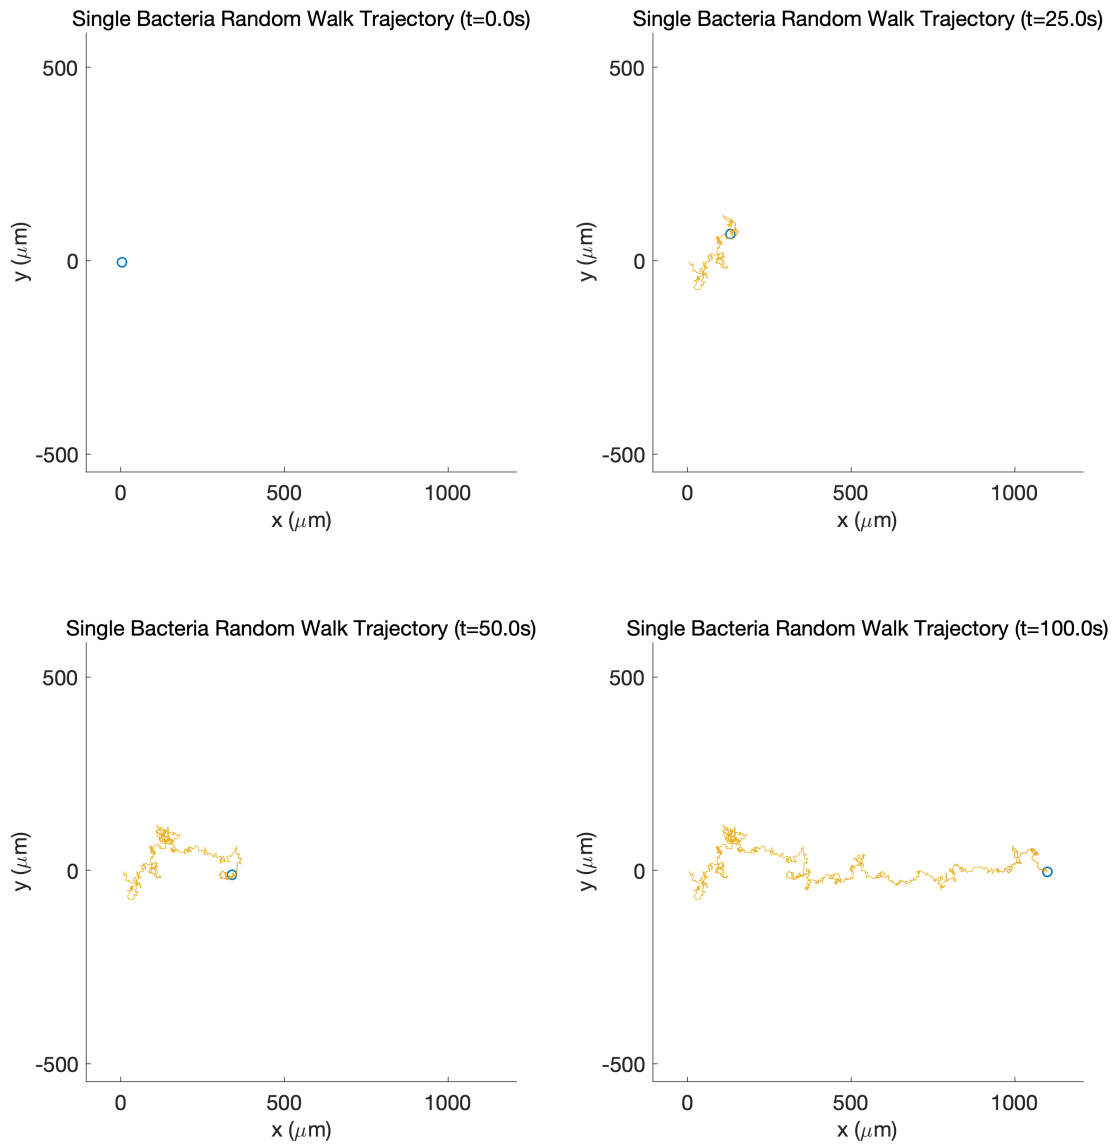 Single Bacteria Random Walk Trajectory (t=0.0s)
500
0
-500
y (μm)
0 500 1000
x (μm)
Single Bacteria Random Walk Trajectory (t=25.0s)
500
0
-500
y (μm)
0 500 1000
x (μm)
Single Bacteria Random Walk Trajectory (t=50.0s)
500
0
-500
y (μm)
0 500 1000
x (μm)
Single Bacteria Random Walk Trajectory (t=100.0s)
500
0
-500
y (μm)
0 500 1000
x (μm)